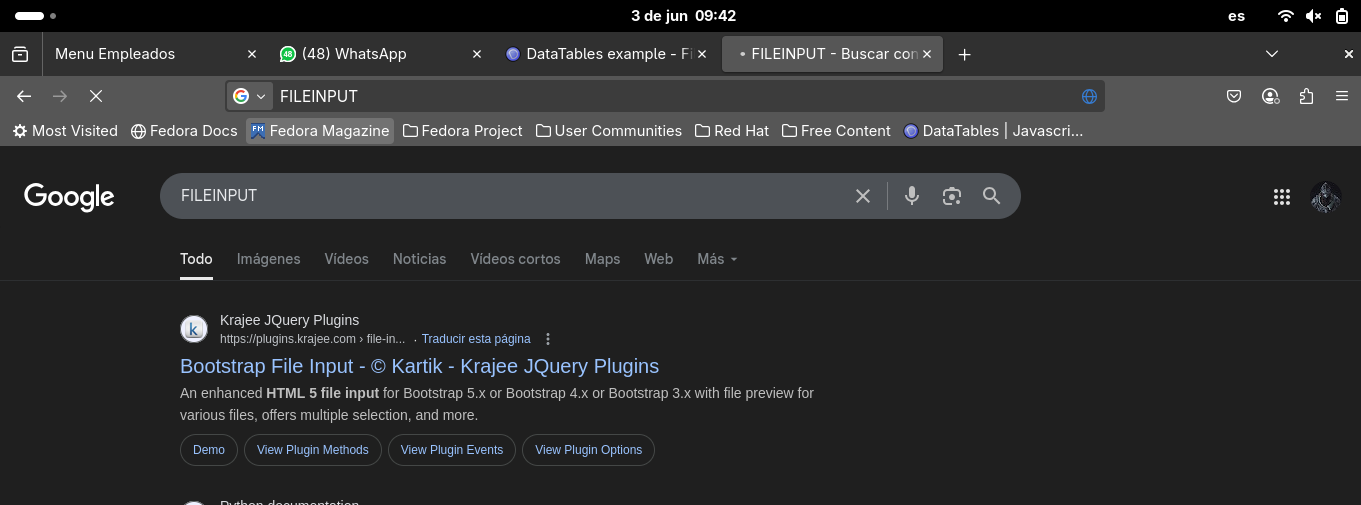 3 de jun 09:42
es
Menu Empleados
48 (48) WhatsApp
DataTables example - Fi
FILEINPUT - Buscar con
G FILEINPUT
Most Visited Fedora Docs FM Fedora Magazine Fedora Project User Communities Red Hat Free Content DataTables | Javascri...
Google FILEINPUT
Todo Imágenes Vídeos Noticias Vídeos cortos Maps Web Más
k Krajee JQuery Plugins
https://plugins.krajee.com › file-in... · Traducir esta página
Bootstrap File Input - © Kartik - Krajee JQuery Plugins
An enhanced HTML 5 file input for Bootstrap 5.x or Bootstrap 4.x or Bootstrap 3.x with file preview for
various files, offers multiple selection, and more.
Demo View Plugin Methods View Plugin Events View Plugin Options
Python documentation